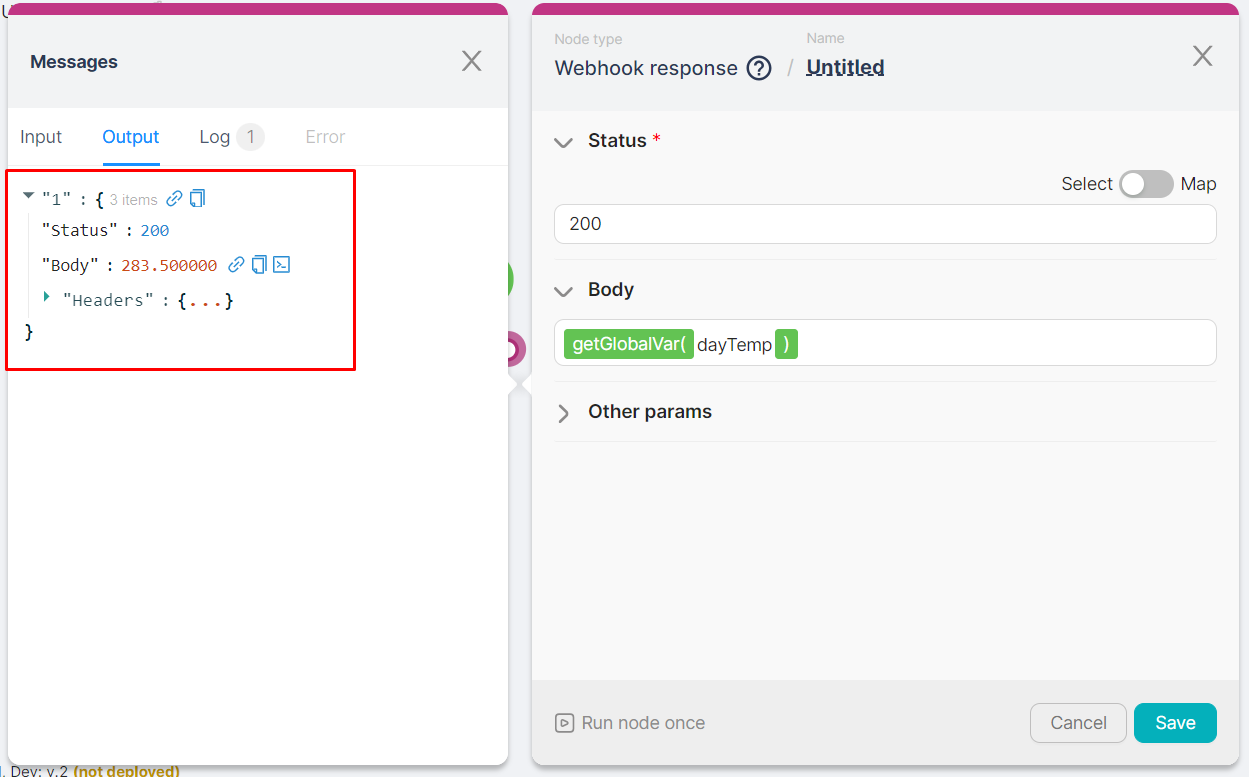 Messages
Input Output Log 1 Error
"1" : { 3 items
"Status" : 200
"Body" : 283.500000
"Headers" : {...}
}
Node type
Webhook response ? / Untitled
Name
Status *
Select Map
200
Body
getGlobalVar( dayTemp )
Other params
Run node once
Cancel Save
Dev: v.2 (not deployed)